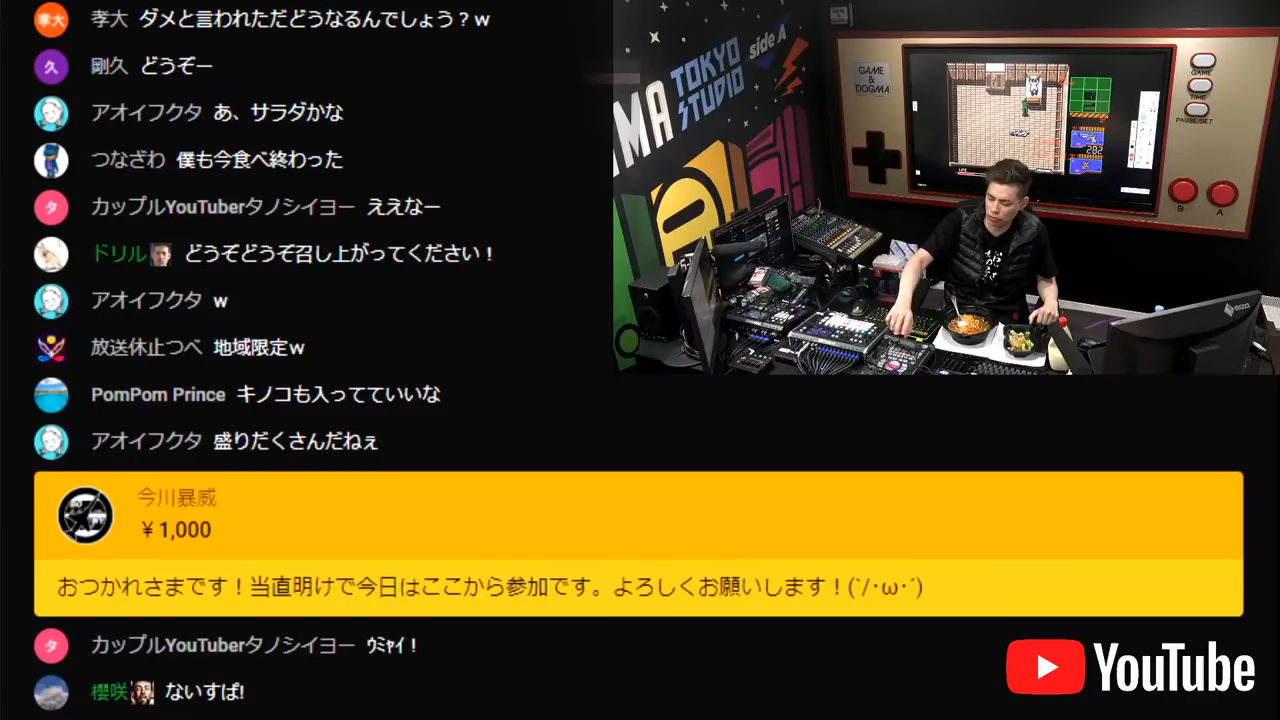 孝大 ダメと言われただどうなるんでしょう？w
剛久 どうぞー
アオイフクタ あ、サラダかな
つなざわ 僕も今食べ終わった
カップルYouTuberタノシイヨー ええなー
ドリル どうぞどうぞ召し上がってください！
アオイフクタ w
放送休止つべ 地域限定w
PomPom Prince キノコも入ってていいな
アオイフクタ 盛りだくさんだねぇ
今川暴威
￥1,000
おつかれさまです！当直明けで今日はここから参加です。よろしくお願いします！(`/･ω･´)
カップルYouTuberタノシイヨー ｳﾐｬｲ！
櫻咲 ないすぱ!
孝大
久
タ
タ
TOKYO
STUDIO
side A
GAME
&
DOGMA
GAME
TIME
PAUSE/SET
B
A
282
EIZO
YouTube